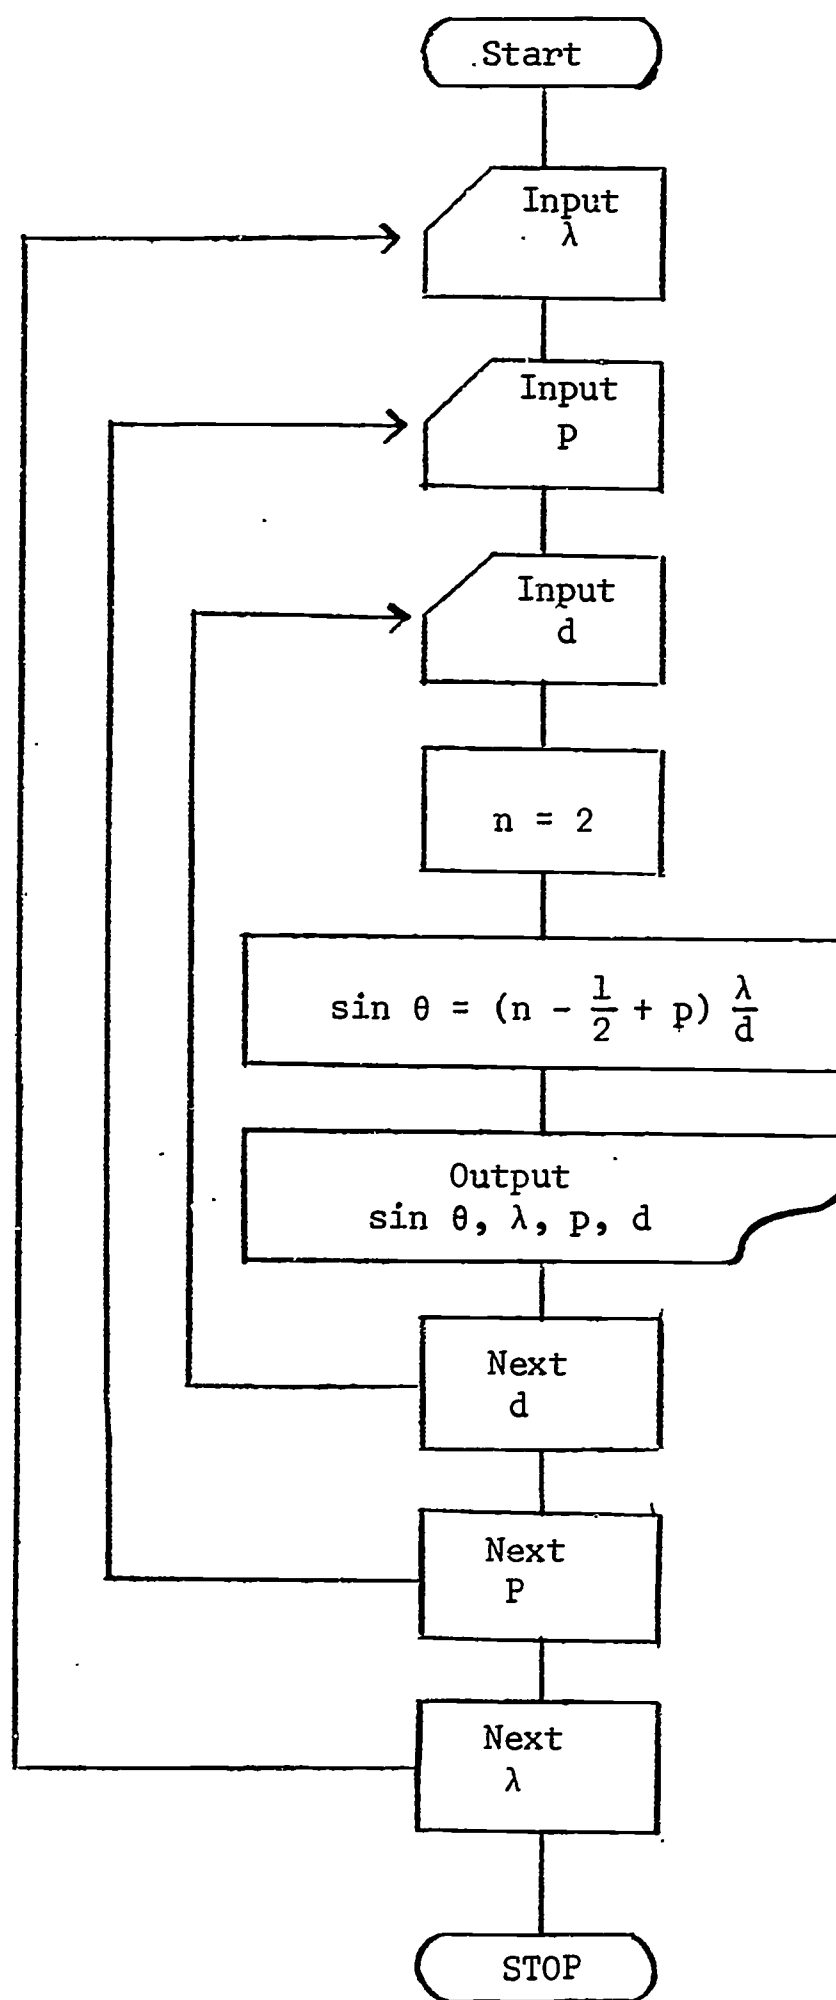 Start
Input
λ
Input
p
Input
d
n = 2
sin θ = (n - 1/2 + p) λ/d
Output
sin θ, λ, p, d
Next
d
Next
P
Next
λ
STOP